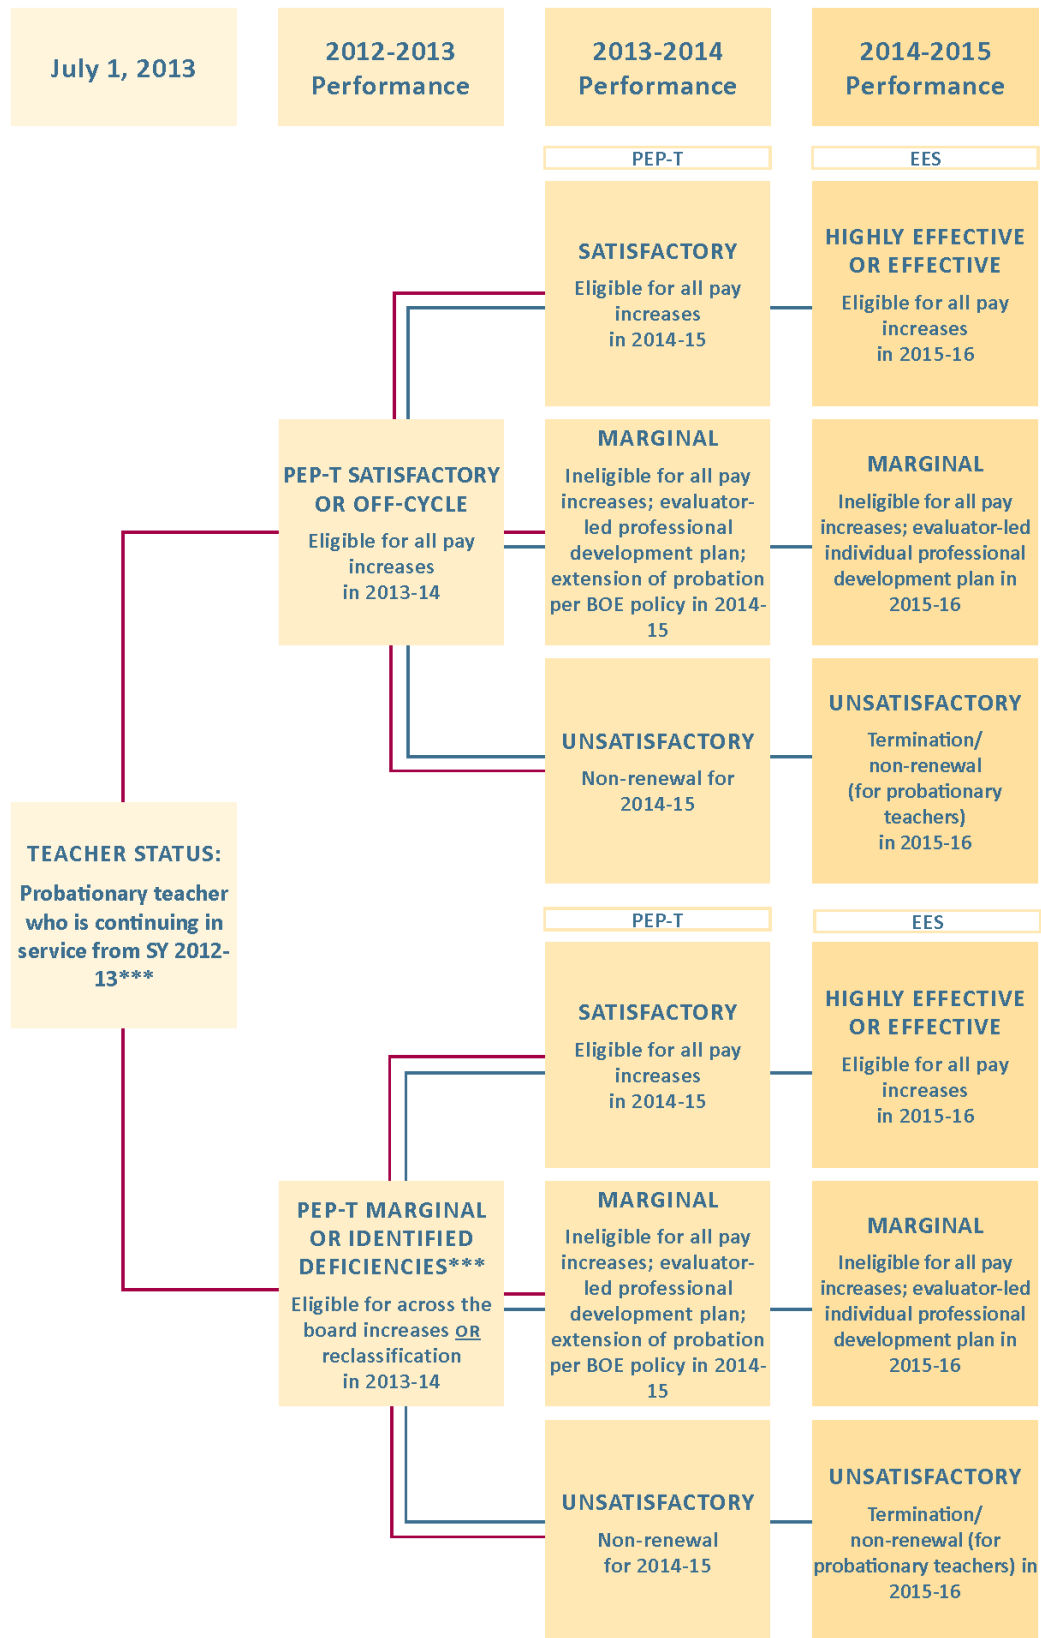 July 1, 2013
2012-2013
Performance
2013-2014
Performance
2014-2015
Performance
PEP-T
EES
SATISFACTORY
Eligible for all pay
increases
in 2014-15
HIGHLY EFFECTIVE
OR EFFECTIVE
Eligible for all pay
increases
in 2015-16
PEP-T SATISFACTORY
OR OFF-CYCLE
Eligible for all pay
increases
in 2013-14
MARGINAL
Ineligible for all pay
increases; evaluator-
led professional
development plan;
extension of probation
per BOE policy in 2014-
15
MARGINAL
Ineligible for all pay
increases; evaluator-led
individual professional
development plan in
2015-16
UNSATISFACTORY
Non-renewal for
2014-15
UNSATISFACTORY
Termination/
non-renewal
(for probationary
teachers)
in 2015-16
TEACHER STATUS:
Probationary teacher
who is continuing in
service from SY 2012-
13***
PEP-T
EES
SATISFACTORY
Eligible for all pay
increases
in 2014-15
HIGHLY EFFECTIVE
OR EFFECTIVE
Eligible for all pay
increases
in 2015-16
PEP-T MARGINAL
OR IDENTIFIED
DEFICIENCIES***
Eligible for across the
board increases OR
reclassification
in 2013-14
MARGINAL
Ineligible for all pay
increases; evaluator-
led professional
development plan;
extension of probation
per BOE policy in 2014-
15
MARGINAL
Ineligible for all pay
increases; evaluator-led
individual professional
development plan in
2015-16
UNSATISFACTORY
Non-renewal
for 2014-15
UNSATISFACTORY
Termination/
non-renewal (for
probationary teachers) in
2015-16